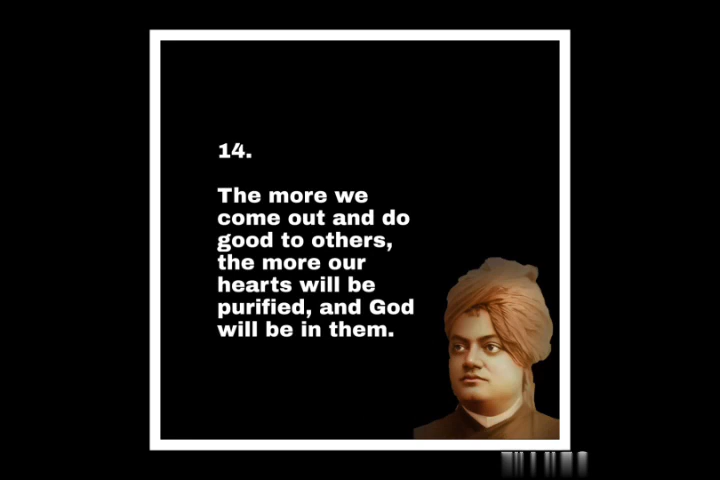 14.
The more we
come out and do
good to others,
the more our
hearts will be
purified, and God
will be in them.